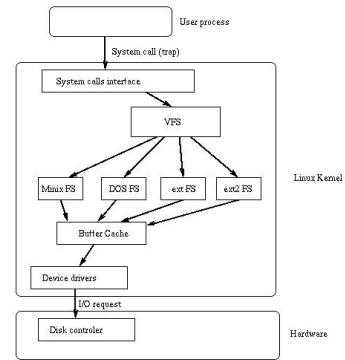 User process
System call (trap)
System calls interface
VFS
Linux Kernel
Minix FS
DOS FS
ext FS
ext2 FS
Buffer Cache
Device drivers
I/O request
Disk controler
Hardware